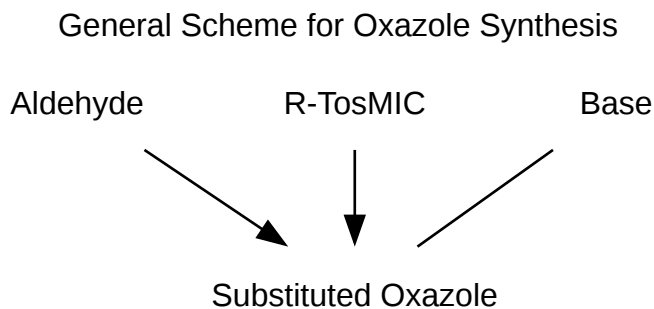 General Scheme for Oxazole Synthesis
Aldehyde R-TosMIC Base
Substituted Oxazole